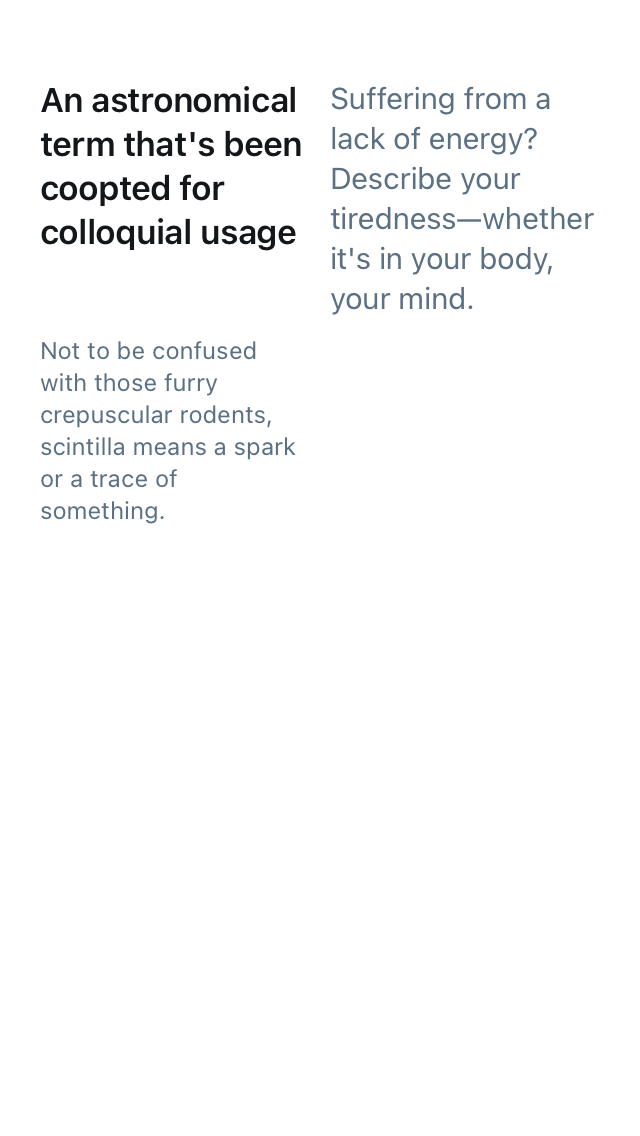 An astronomical
term that's been
coopted for
colloquial usage
Not to be confused
with those furry
crepuscular rodents,
scintilla means a spark
or a trace of
something.
Suffering from a
lack of energy?
Describe your
tiredness—whether
it's in your body,
your mind.